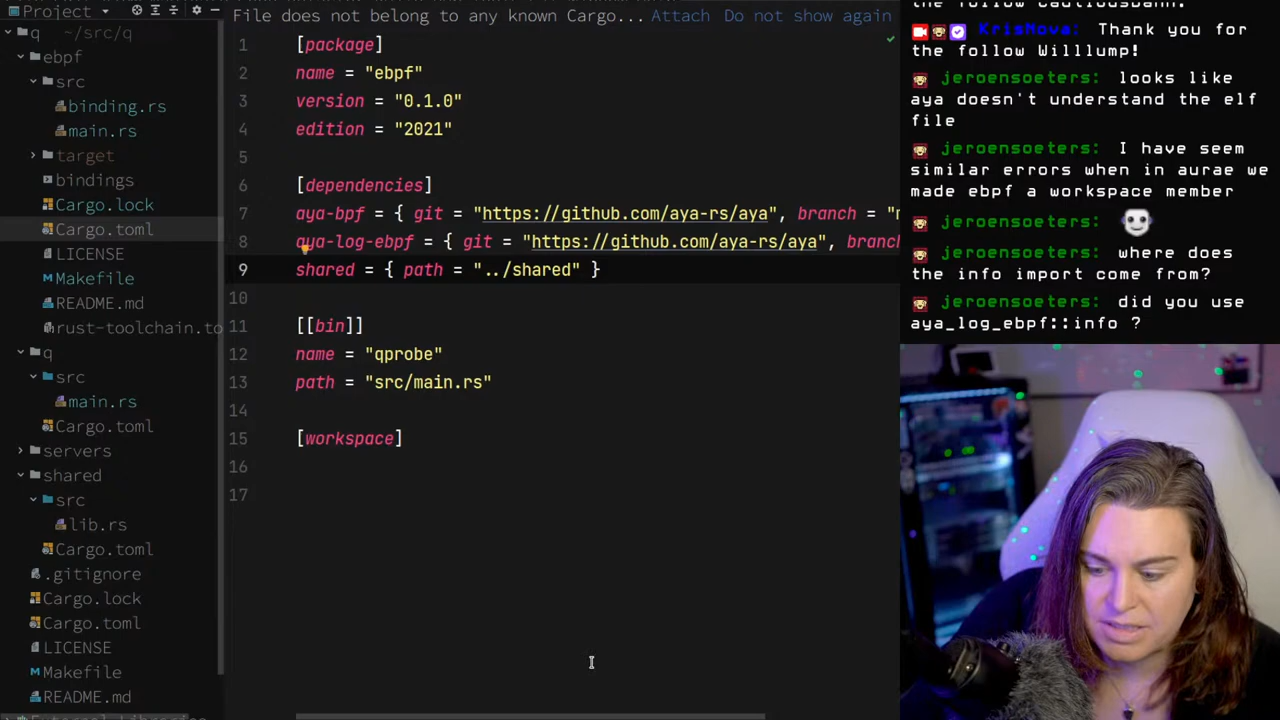 Project
q ~/src/q
ebpf
src
binding.rs
main.rs
target
bindings
Cargo.lock
Cargo.toml
LICENSE
Makefile
README.md
rust-toolchain.to
q
src
main.rs
Cargo.toml
servers
shared
src
lib.rs
Cargo.toml
.gitignore
Cargo.lock
Cargo.toml
LICENSE
Makefile
README.md
External Libraries
File does not belong to any known Cargo... Attach Do not show again
1 [package]
2 name = "ebpf"
3 version = "0.1.0"
4 edition = "2021"
5
6 [dependencies]
7 aya-bpf = { git = "https://github.com/aya-rs/aya", branch = "
8 aya-log-ebpf = { git = "https://github.com/aya-rs/aya", branch
9 shared = { path = "../shared" }
10
11 [[bin]]
12 name = "qprobe"
13 path = "src/main.rs"
14
15 [workspace]
16
17
the follow
KrisNova: Thank you for
the follow Willlump!
jeroensoeters: looks like
aya doesn't understand the elf
file
jeroensoeters: I have seem
similar errors when in aurae we
made ebpf a workspace member
jeroensoeters:
jeroensoeters: where does
the info import come from?
jeroensoeters: did you use
aya_log_ebpf::info ?